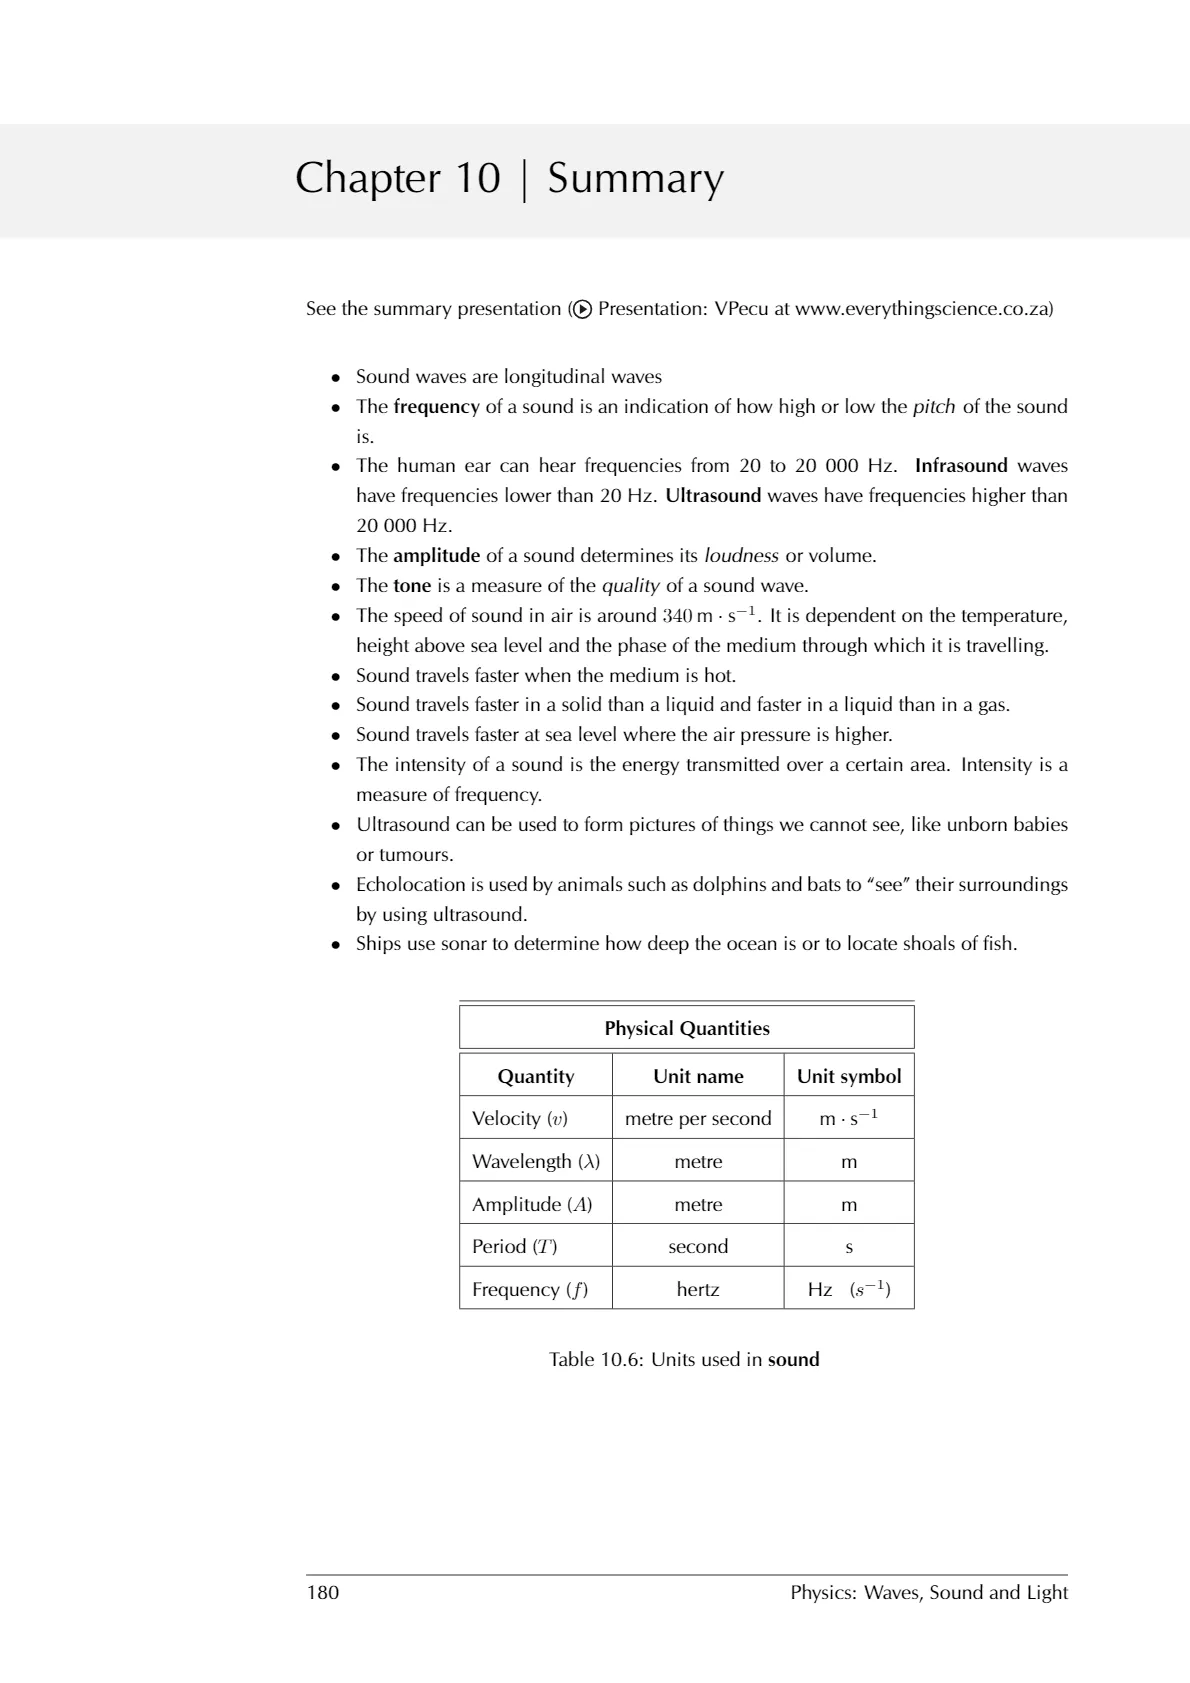 Chapter 10 | Summary
See the summary presentation (▶ Presentation: VPecu at www.everythingscience.co.za)
• Sound waves are longitudinal waves
• The frequency of a sound is an indication of how high or low the pitch of the sound
is.
• The human ear can hear frequencies from 20 to 20 000 Hz. Infrasound waves
have frequencies lower than 20 Hz. Ultrasound waves have frequencies higher than
20 000 Hz.
• The amplitude of a sound determines its loudness or volume.
• The tone is a measure of the quality of a sound wave.
• The speed of sound in air is around 340 m · s⁻¹. It is dependent on the temperature,
height above sea level and the phase of the medium through which it is travelling.
• Sound travels faster when the medium is hot.
• Sound travels faster in a solid than a liquid and faster in a liquid than in a gas.
• Sound travels faster at sea level where the air pressure is higher.
• The intensity of a sound is the energy transmitted over a certain area. Intensity is a
measure of frequency.
• Ultrasound can be used to form pictures of things we cannot see, like unborn babies
or tumours.
• Echolocation is used by animals such as dolphins and bats to “see” their surroundings
by using ultrasound.
• Ships use sonar to determine how deep the ocean is or to locate shoals of fish.
Physical Quantities
Quantity Unit name Unit symbol
Velocity (v) metre per second m · s⁻¹
Wavelength (λ) metre m
Amplitude (A) metre m
Period (T) second s
Frequency (f) hertz Hz (s⁻¹)
Table 10.6: Units used in sound
180 Physics: Waves, Sound and Light